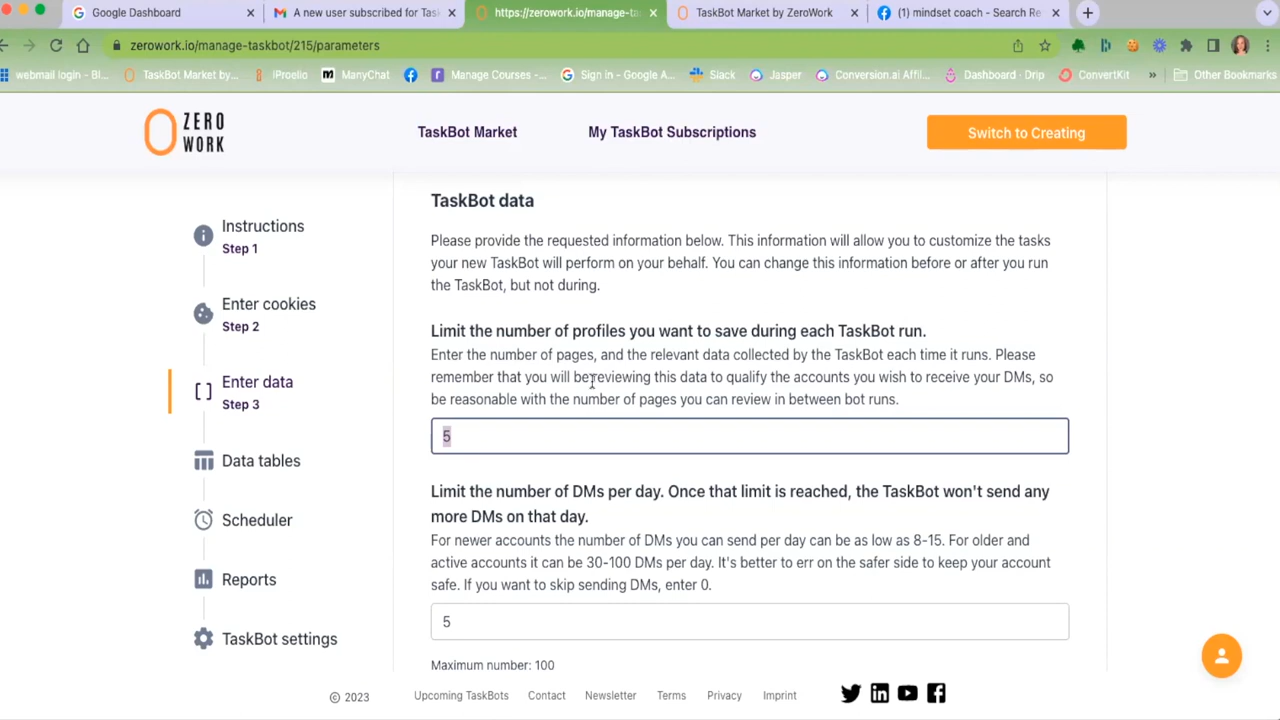 Google Dashboard
A new user subscribed for Tas
https://zerowork.io/manage-ta
TaskBot Market by ZeroWork
(1) mindset coach - Search Re
zerowork.io/manage-taskbot/215/parameters
webmail login - Bl...
TaskBot Market by...
IProelio
ManyChat
Manage Courses -...
Sign in - Google A...
Slack
Jasper
Conversion.ai Affil...
Dashboard · Drip
ConvertKit
»
Other Bookmarks
ZERO
WORK
TaskBot Market
My TaskBot Subscriptions
Switch to Creating
Instructions
Step 1
Enter cookies
Step 2
Enter data
Step 3
Data tables
Scheduler
Reports
TaskBot settings
TaskBot data
Please provide the requested information below. This information will allow you to customize the tasks
your new TaskBot will perform on your behalf. You can change this information before or after you run
the TaskBot, but not during.
Limit the number of profiles you want to save during each TaskBot run.
Enter the number of pages, and the relevant data collected by the TaskBot each time it runs. Please
remember that you will be reviewing this data to qualify the accounts you wish to receive your DMs, so
be reasonable with the number of pages you can review in between bot runs.
5
Limit the number of DMs per day. Once that limit is reached, the TaskBot won't send any
more DMs on that day.
For newer accounts the number of DMs you can send per day can be as low as 8-15. For older and
active accounts it can be 30-100 DMs per day. It's better to err on the safer side to keep your account
safe. If you want to skip sending DMs, enter 0.
5
Maximum number: 100
© 2023
Upcoming TaskBots
Contact
Newsletter
Terms
Privacy
Imprint